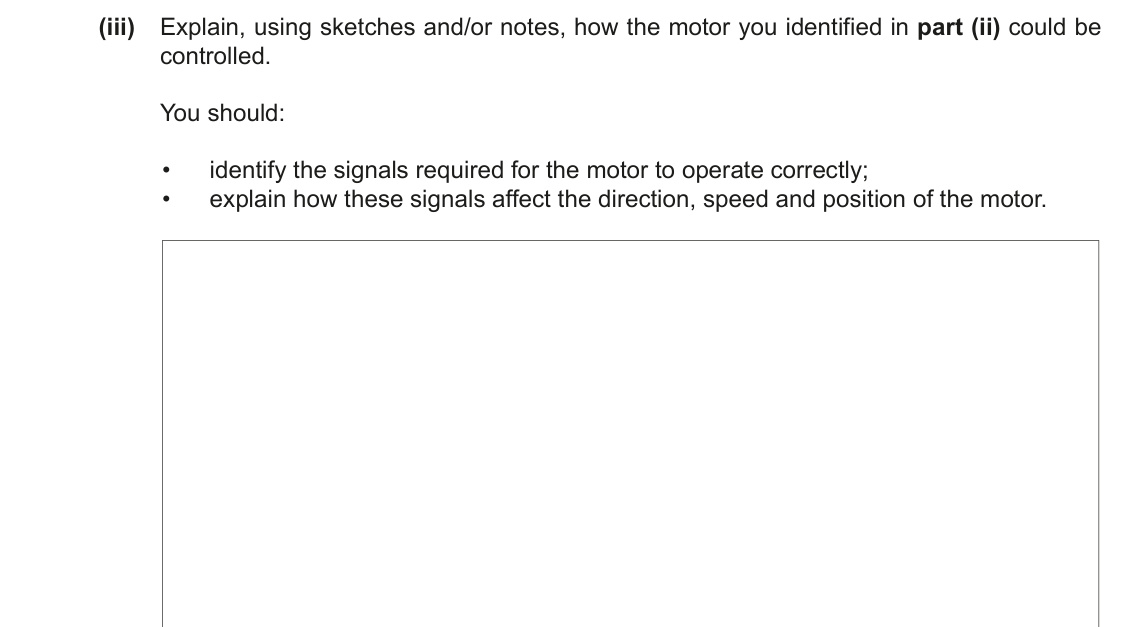 (iii) Explain, using sketches and/or notes, how the motor you identified in part (ii) could be
controlled.
You should:
• identify the signals required for the motor to operate correctly;
• explain how these signals affect the direction, speed and position of the motor.